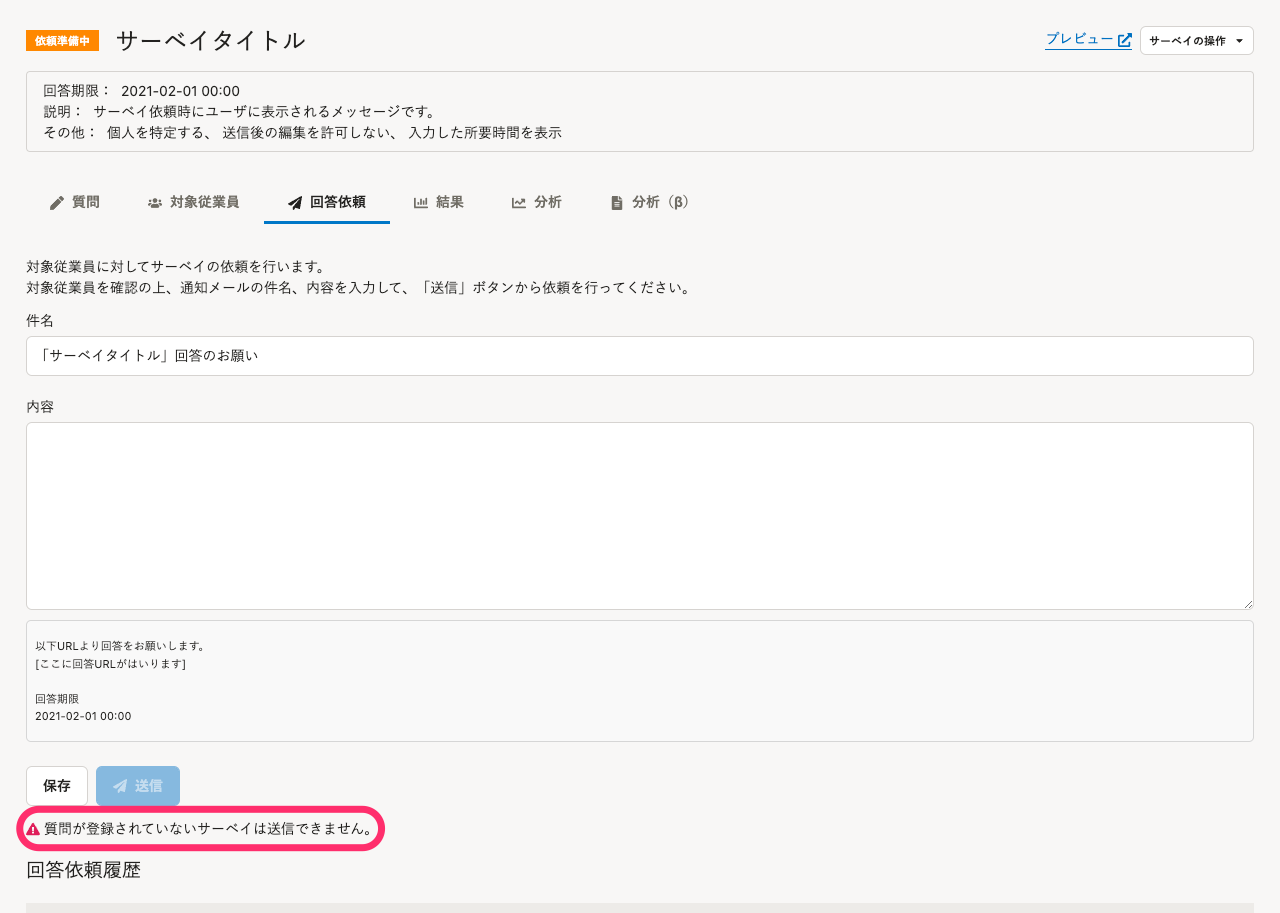 依頼準備中 サーベイタイトル プレビュー サーベイの操作
回答期限： 2021-02-01 00:00
説明： サーベイ依頼時にユーザに表示されるメッセージです。
その他： 個人を特定する、 送信後の編集を許可しない、 入力した所要時間を表示
質問 対象従業員 回答依頼 結果 分析 分析（β）
対象従業員に対してサーベイの依頼を行います。
対象従業員を確認の上、通知メールの件名、内容を入力して、「送信」ボタンから依頼を行ってください。
件名
「サーベイタイトル」回答のお願い
内容
以下URLより回答をお願いします。
[ここに回答URLがはいります]
回答期限
2021-02-01 00:00
保存 送信
質問が登録されていないサーベイは送信できません。
回答依頼履歴